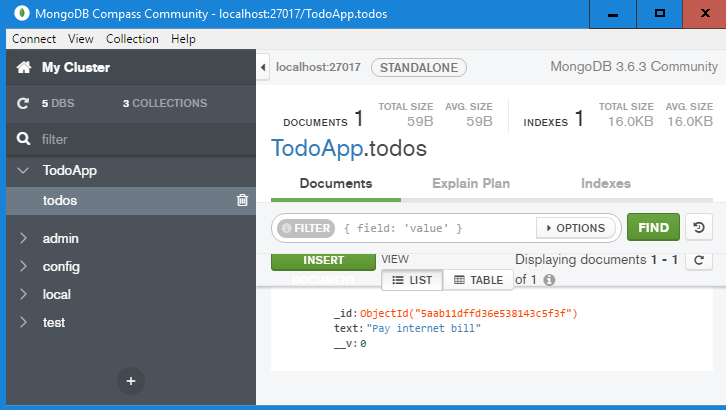 MongoDB Compass Community - localhost:27017/TodoApp.todos
Connect View Collection Help
My Cluster
5 DBS 3 COLLECTIONS
filter
TodoApp
todos
admin
config
local
test
localhost:27017 STANDALONE MongoDB 3.6.3 Community
DOCUMENTS 1 TOTAL SIZE 59B AVG. SIZE 59B INDEXES 1 TOTAL SIZE 16.0KB AVG. SIZE 16.0KB
TodoApp.todos
Documents Explain Plan Indexes
FILTER { field: 'value' } OPTIONS FIND
INSERT DOCUMENT VIEW LIST TABLE Displaying documents 1 - 1 of 1
_id: ObjectId("5aab11dffd36e538143c5f3f")
text: "Pay internet bill"
__v: 0